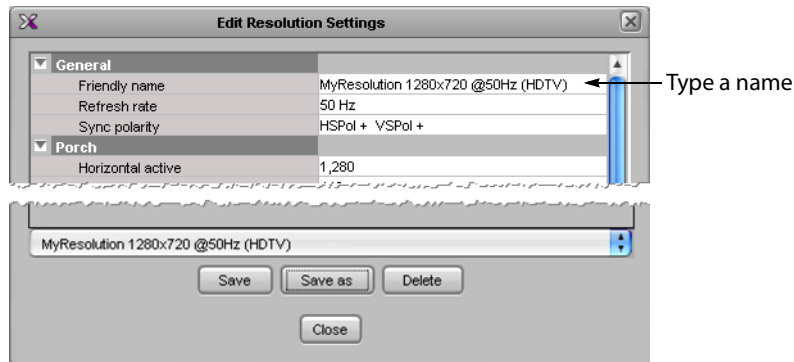 Edit Resolution Settings
General
Friendly name MyResolution 1280x720 @50Hz (HDTV)
Type a name
Refresh rate 50 Hz
Sync polarity HSPol + VSPol +
Porch
Horizontal active 1,280
MyResolution 1280x720 @50Hz (HDTV)
Save Save as Delete
Close